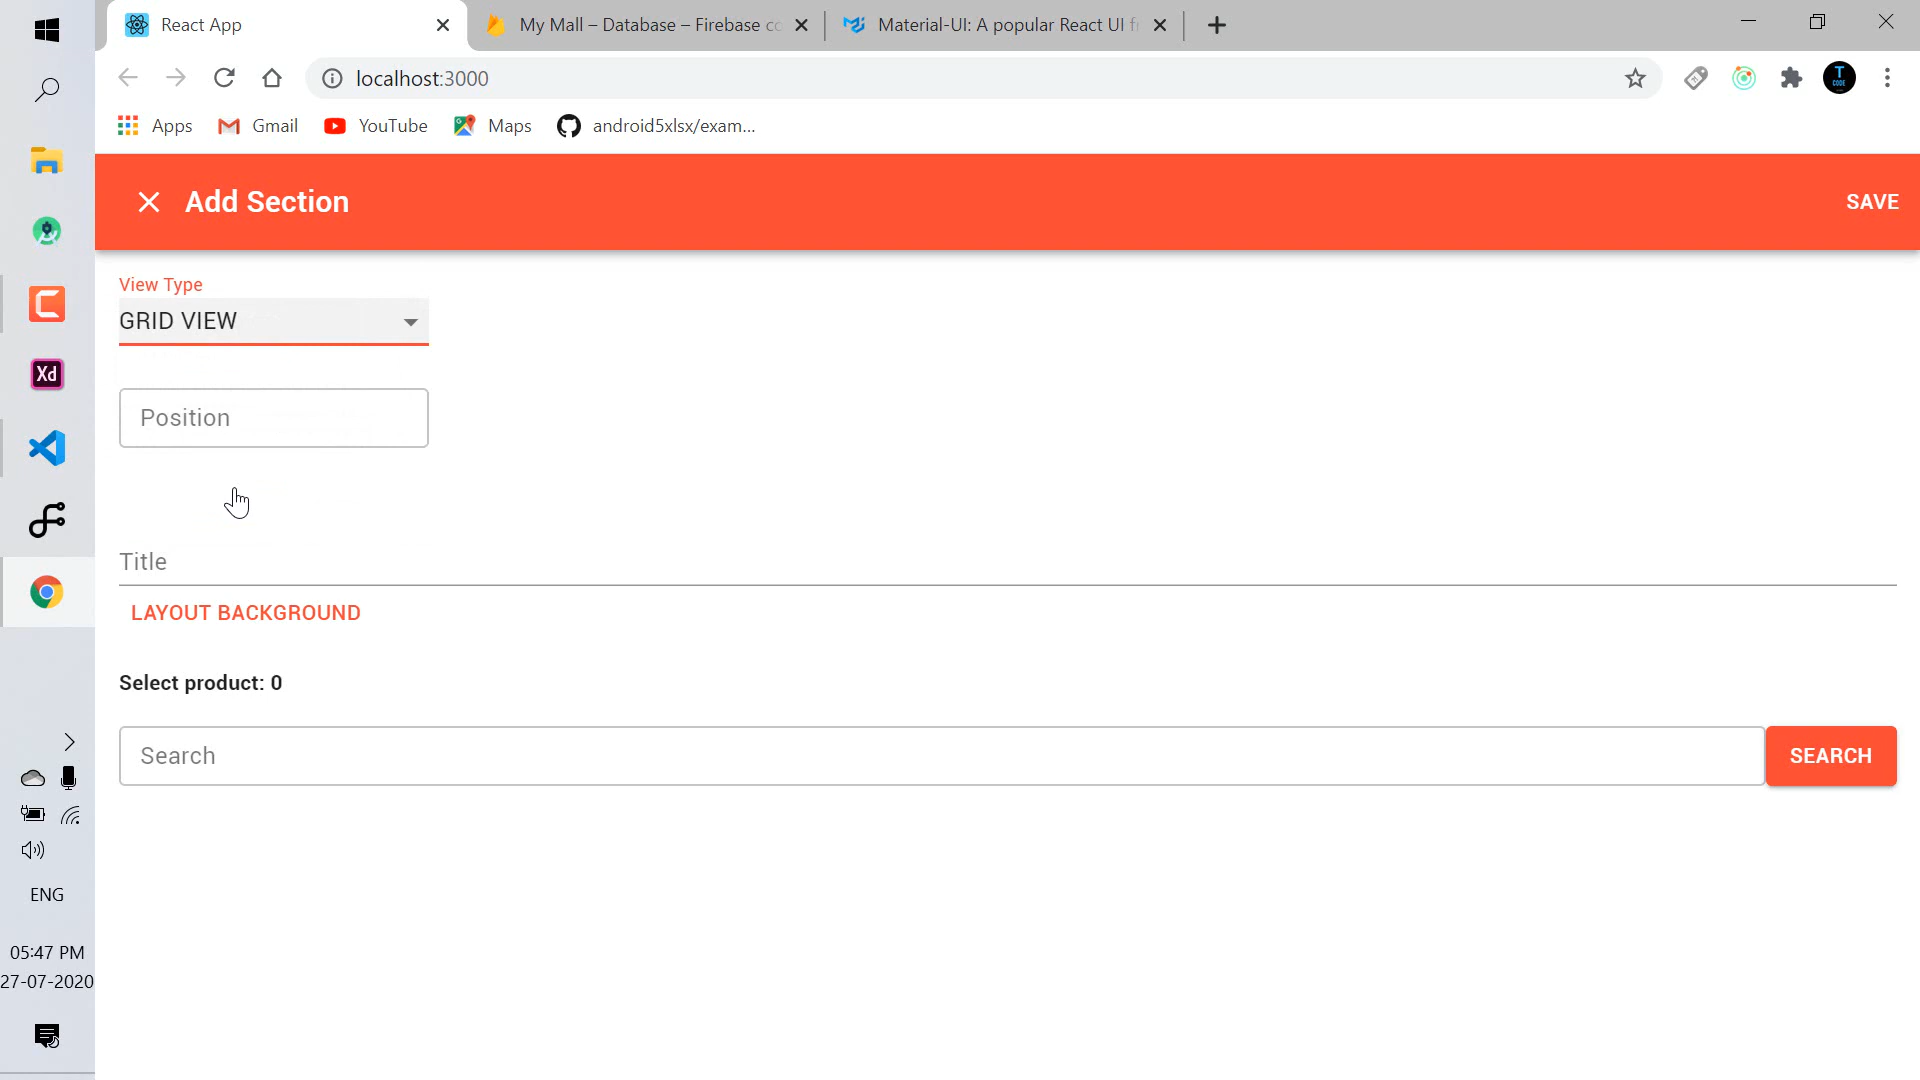 React App
My Mall – Database – Firebase co
Material-UI: A popular React UI f
localhost:3000
T
CODE
Apps
Gmail
YouTube
Maps
android5xlsx/exam...
Add Section
SAVE
View Type
GRID VIEW
Xd
Position
Title
LAYOUT BACKGROUND
Select product: 0
Search
SEARCH
ENG
05:47 PM
27-07-2020